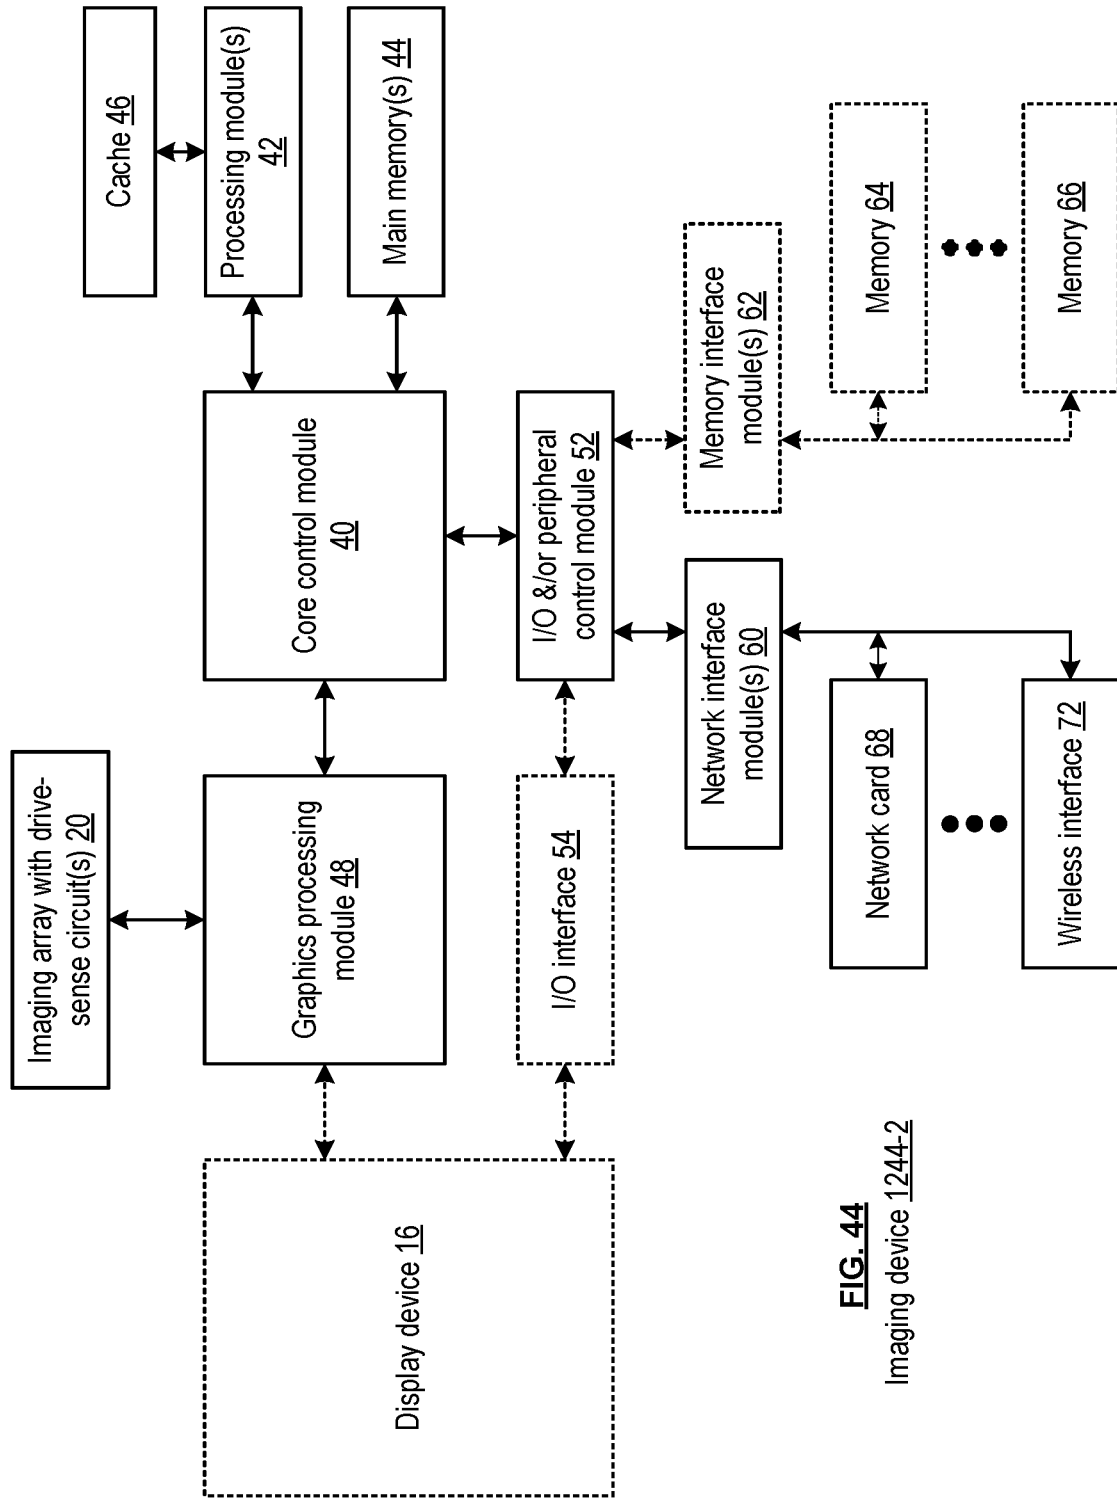 Imaging array with drive-
sense circuit(s) 20
Cache 46
Processing module(s)
42
Main memory(s) 44
Core control module
40
Graphics processing
module 48
Display device 16
I/O interface 54
I/O &/or peripheral
control module 52
Network interface
module(s) 60
Memory interface
module(s) 62
Network card 68
Wireless interface 72
Memory 64
Memory 66
FIG. 44
Imaging device 1244-2